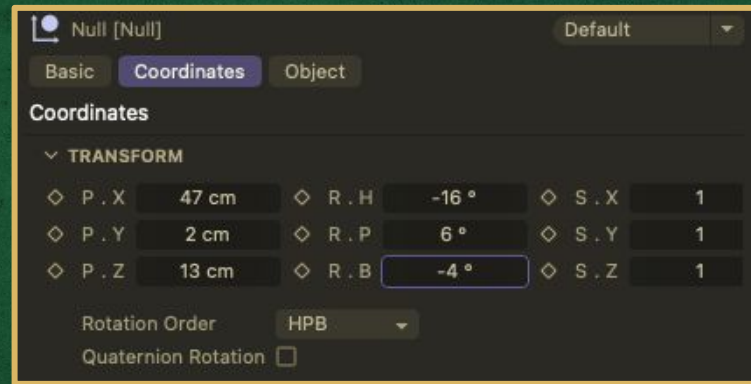 Null [Null] Default
Basic Coordinates Object
Coordinates
TRANSFORM
P . X 47 cm R . H -16 ° S . X 1
P . Y 2 cm R . P 6 ° S . Y 1
P . Z 13 cm R . B -4 ° S . Z 1
Rotation Order HPB
Quaternion Rotation